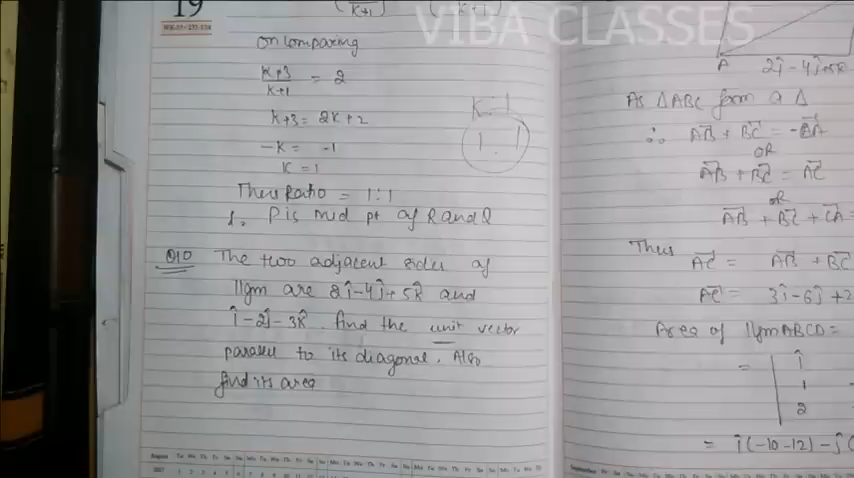 VIBA CLASSES
19
k+1
On Comparing
k+3 / k+1 = 2
k+3 = 2k+2
-k = -1
k = 1
k = 1
1 : 1
Thus Ratio = 1:1
P is mid pt of R and Q
Q10 The two adjacent sides of
||gm are 2î-4ĵ+5k̂ and
î-2ĵ-3k̂. find the unit vector
parallel to its diagonal. Also
find its area
August
A 2î-4ĵ+5k̂
As ΔABC form a Δ
∴ AB + BC = -CA
OR
AB + BC = AC
OR
AB + BC + CA =
Thus AC = AB + BC
AC = 3î-6ĵ+2
Area of ||gm ABCD =
= | î
1
2
= î(-10-12)-ĵ(
September